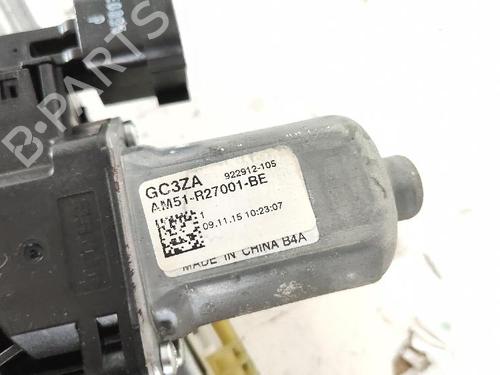 B-PARTS
GC3ZA 922912-105
AM51-R27001-BE
1
09.11.15 10:23:07
MADE IN CHINA B4A